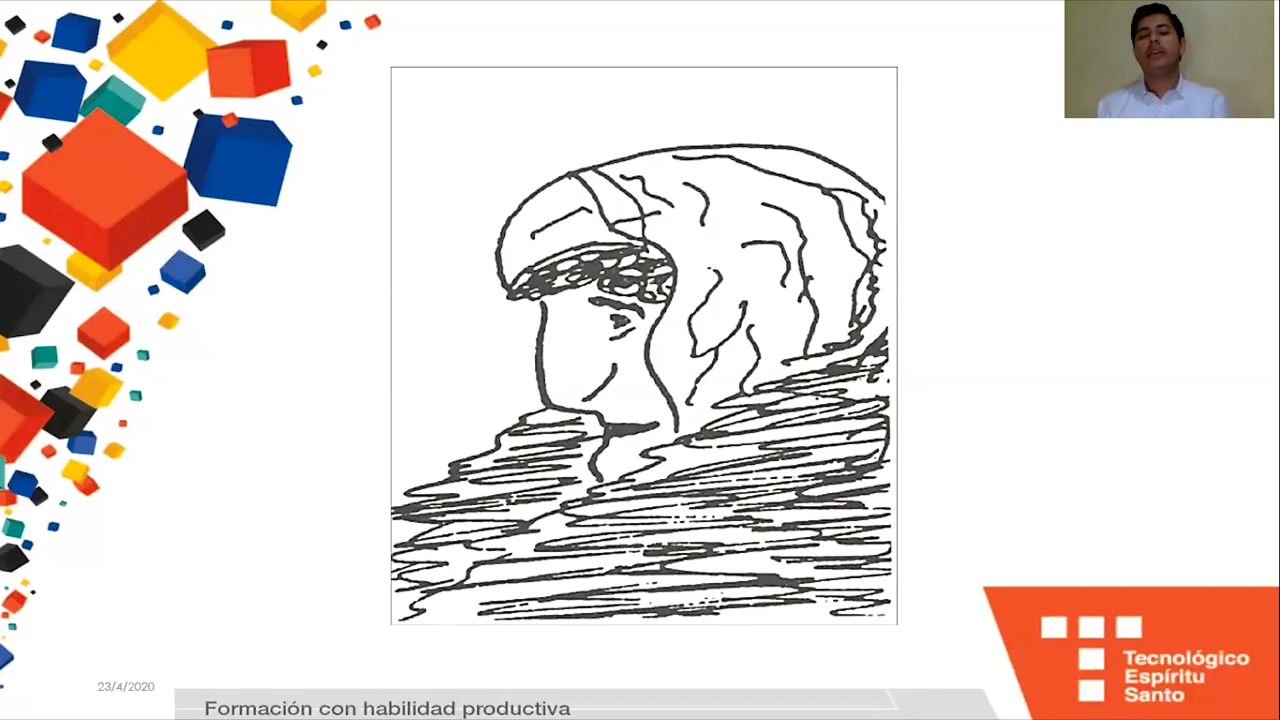 23/4/2020
Formación con habilidad productiva
Tecnológico
Espíritu
Santo